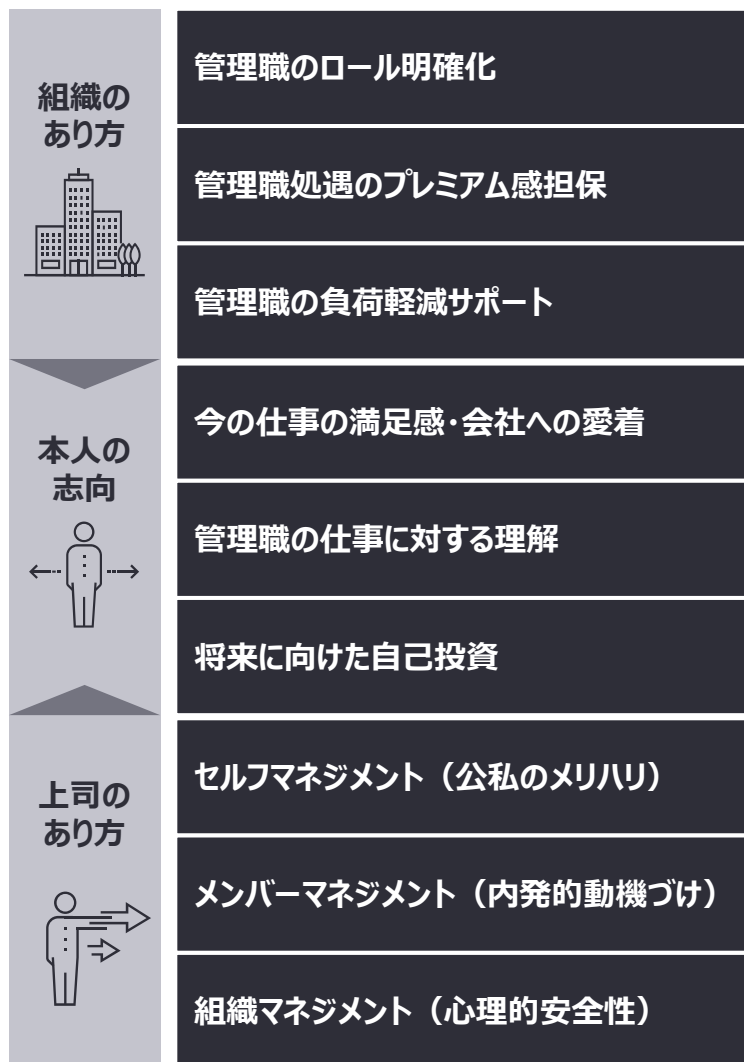 組織の
あり方
管理職のロール明確化
管理職処遇のプレミアム感担保
管理職の負荷軽減サポート
本人の
志向
今の仕事の満足感・会社への愛着
管理職の仕事に対する理解
将来に向けた自己投資
上司の
あり方
セルフマネジメント（公私のメリハリ）
メンバーマネジメント（内発的動機づけ）
組織マネジメント（心理的安全性）